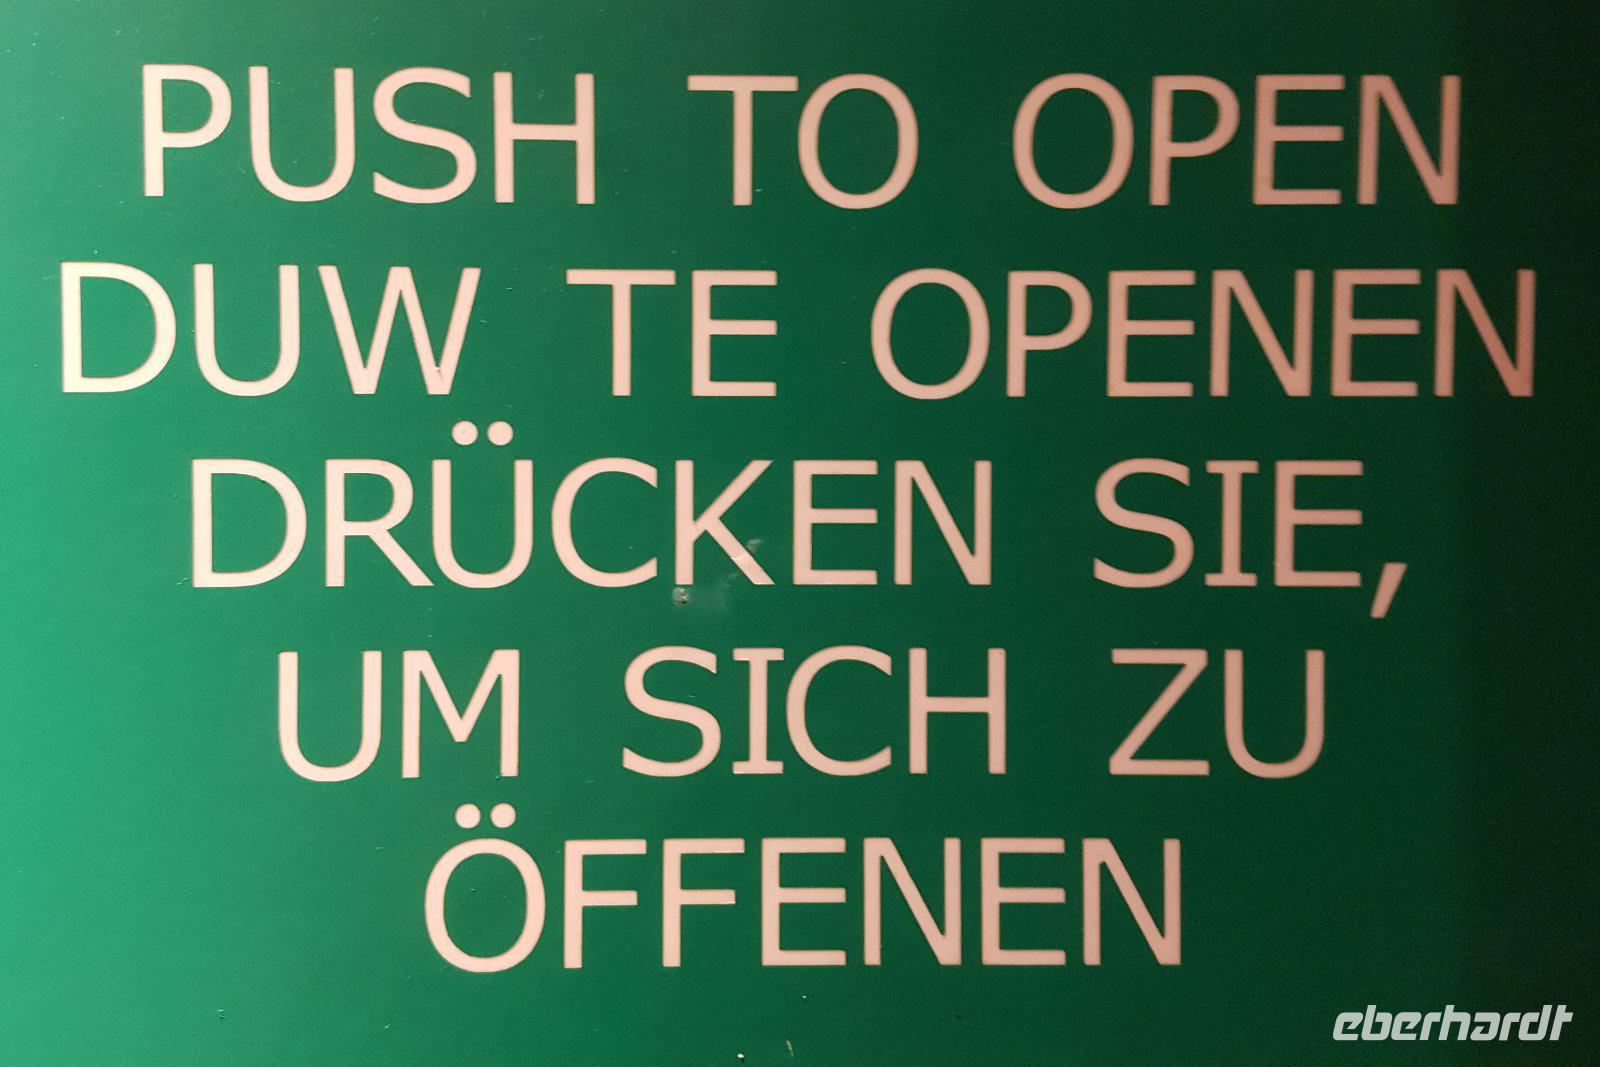 PUSH TO OPEN
DUW TE OPENEN
DRÜCKEN SIE,
UM SICH ZU
ÖFFENEN
eberhardt